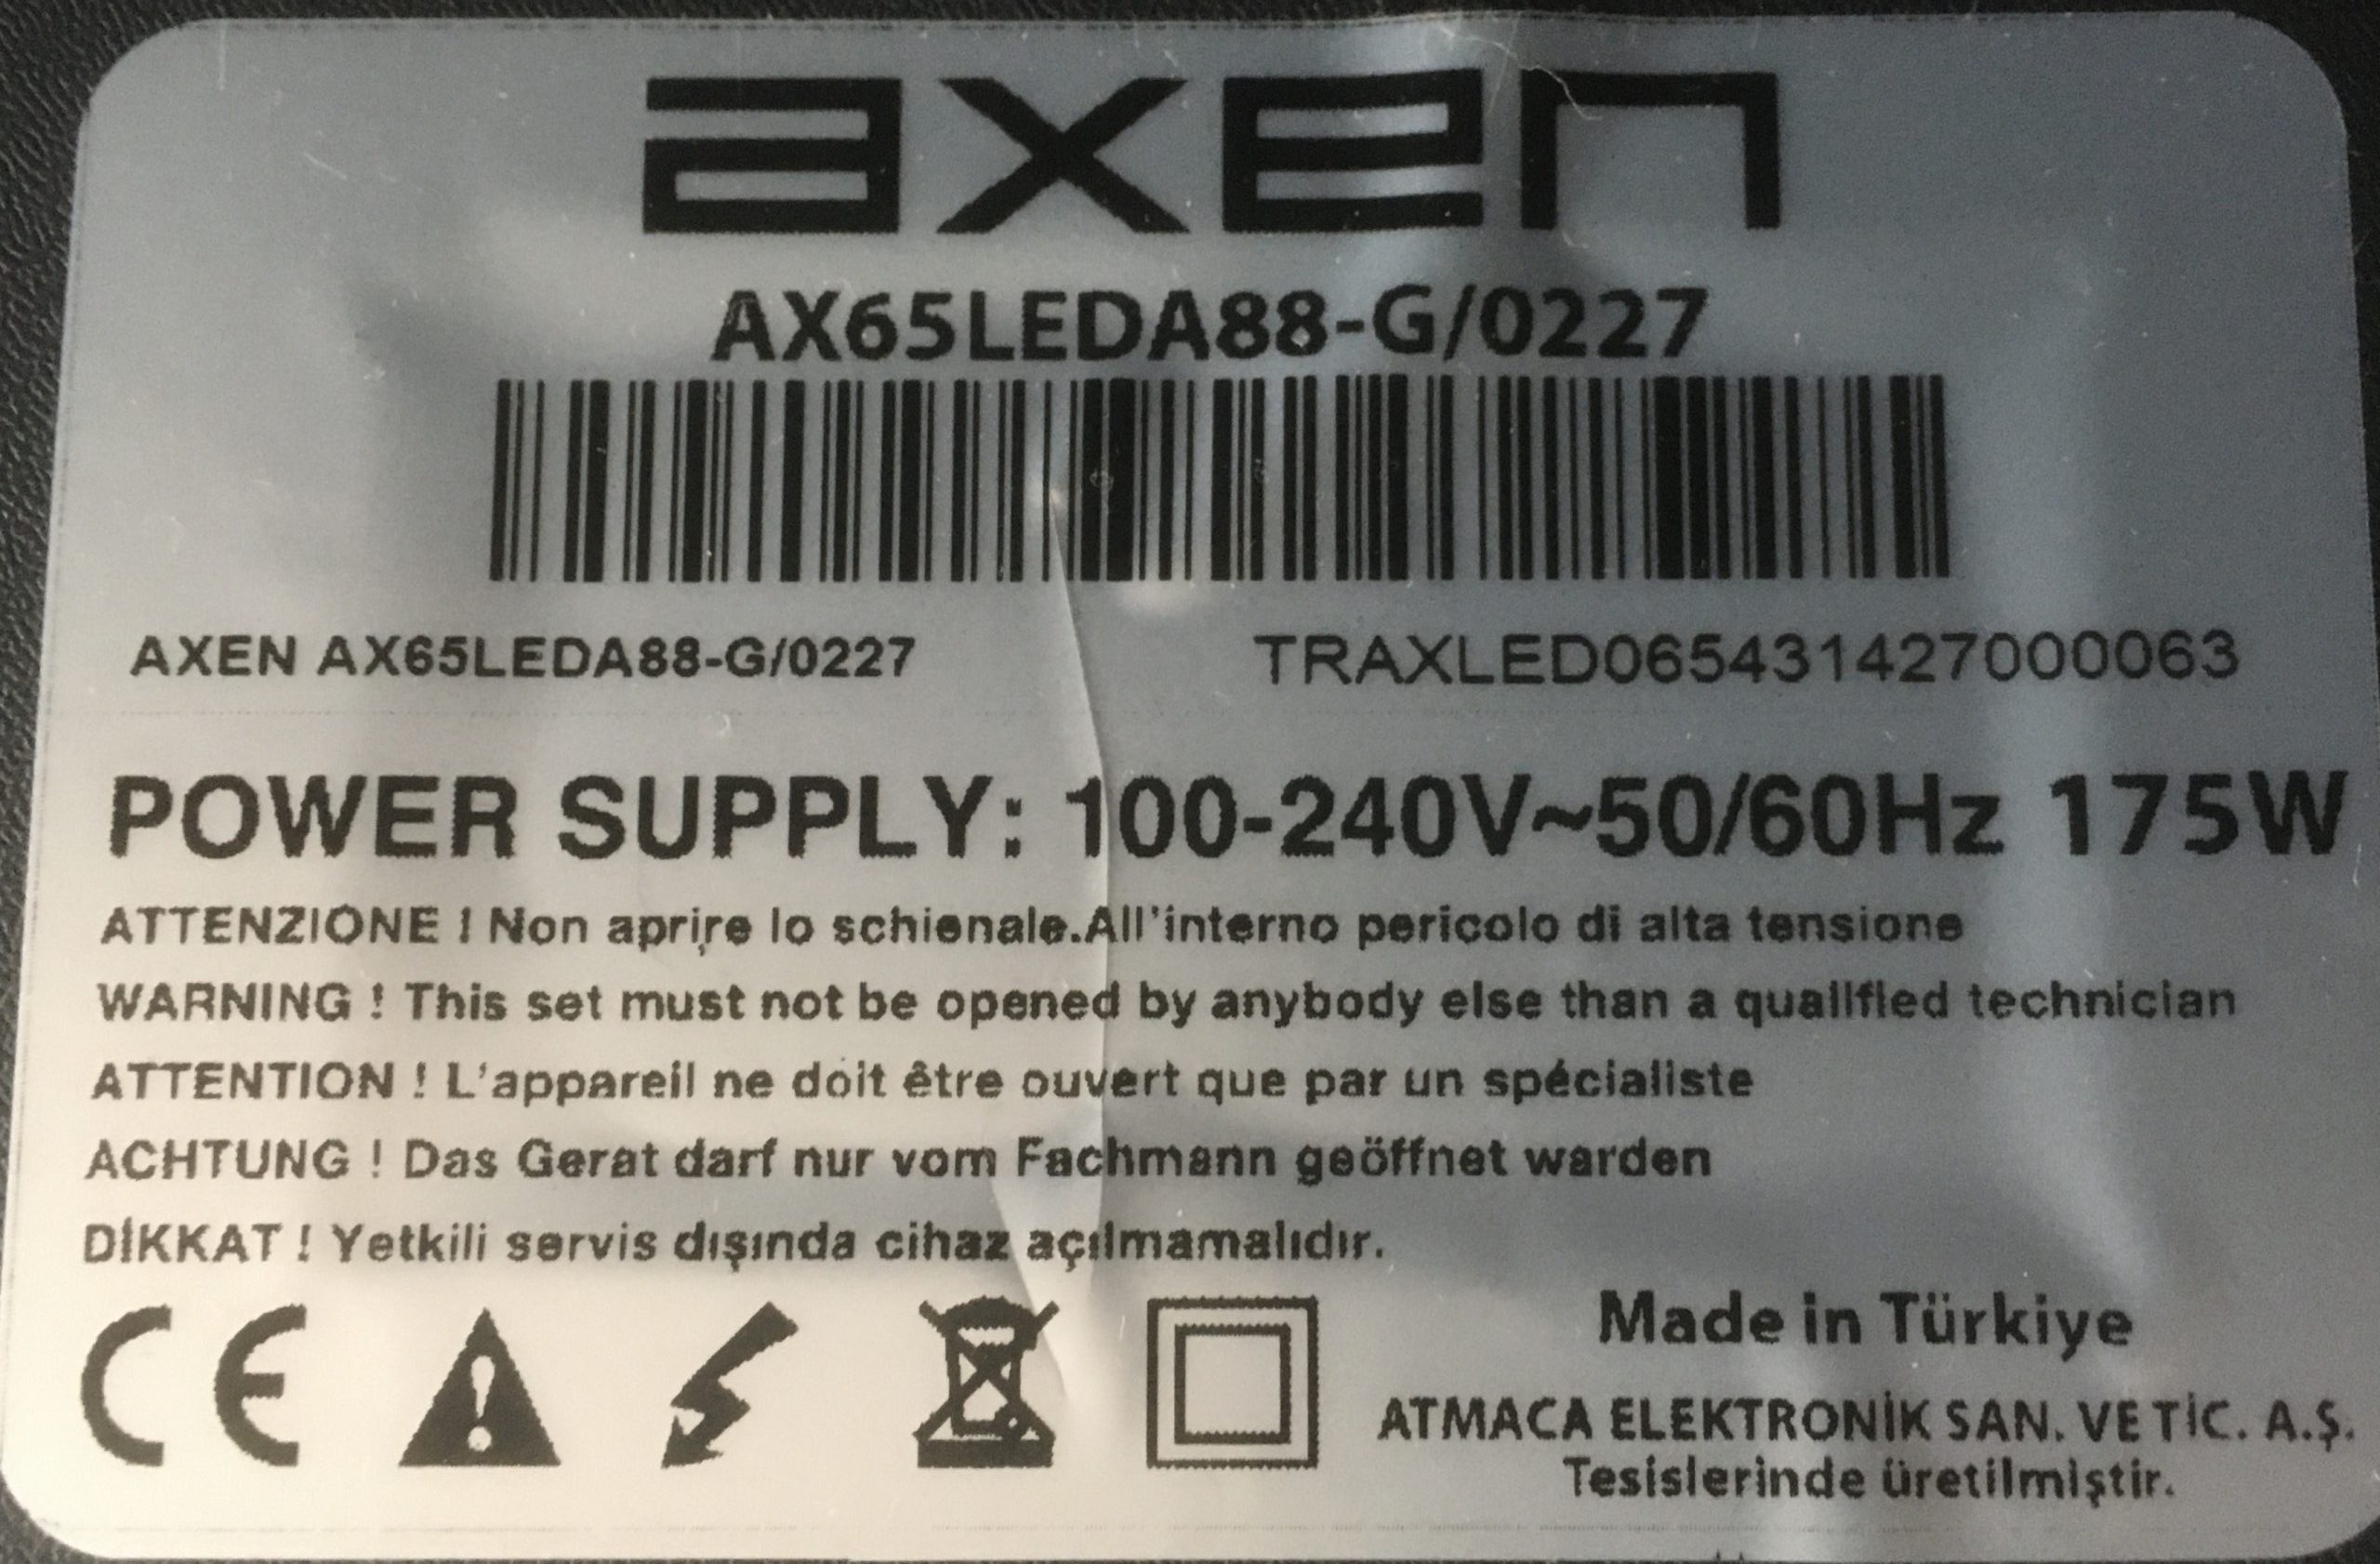 axen
AX65LEDA88-G/0227
AXEN AX65LEDA88-G/0227 TRAXLED065431427000063
POWER SUPPLY: 100-240V~50/60Hz 175W
ATTENZIONE ! Non aprire lo schienale.All'interno pericolo di alta tensione
WARNING ! This set must not be opened by anybody else than a qualified technician
ATTENTION ! L'appareil ne doit être ouvert que par un spécialiste
ACHTUNG ! Das Gerat darf nur vom Fachmann geöffnet warden
DİKKAT ! Yetkili servis dışında cihaz açılmamalıdır.
CE
Made in Türkiye
ATMACA ELEKTRONİK SAN. VE TİC. A.Ş.
Tesislerinde üretilmiştir.